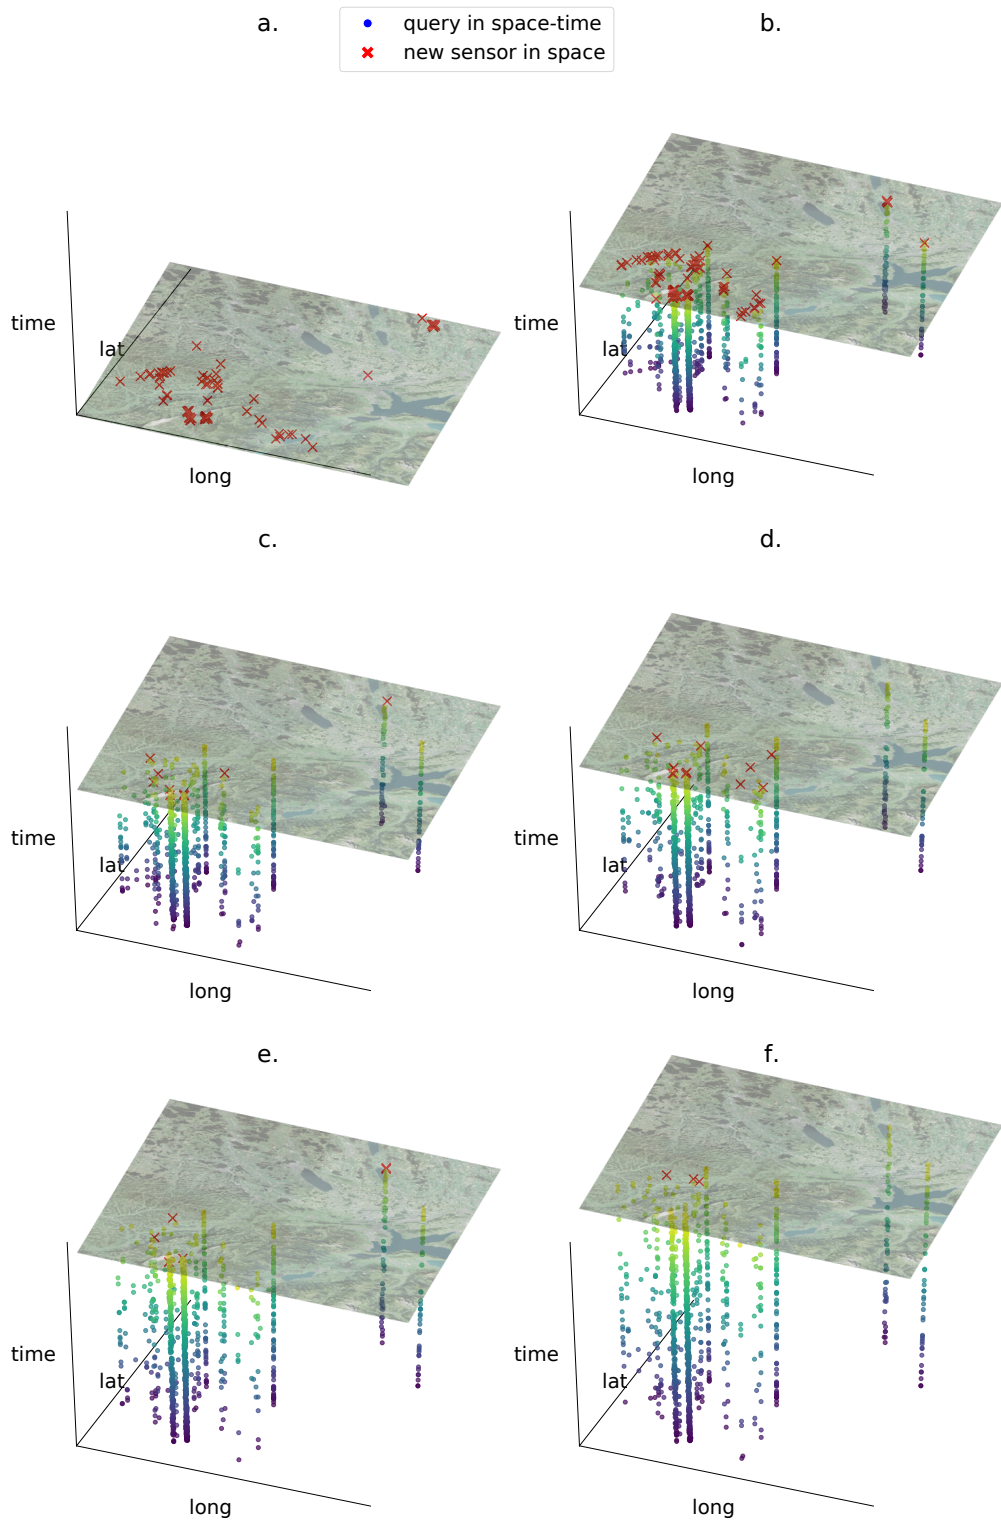 a.
query in space-time
new sensor in space
b.
time
lat
long
time
lat
long
c.
d.
time
lat
long
time
lat
long
e.
f.
time
lat
long
time
lat
long